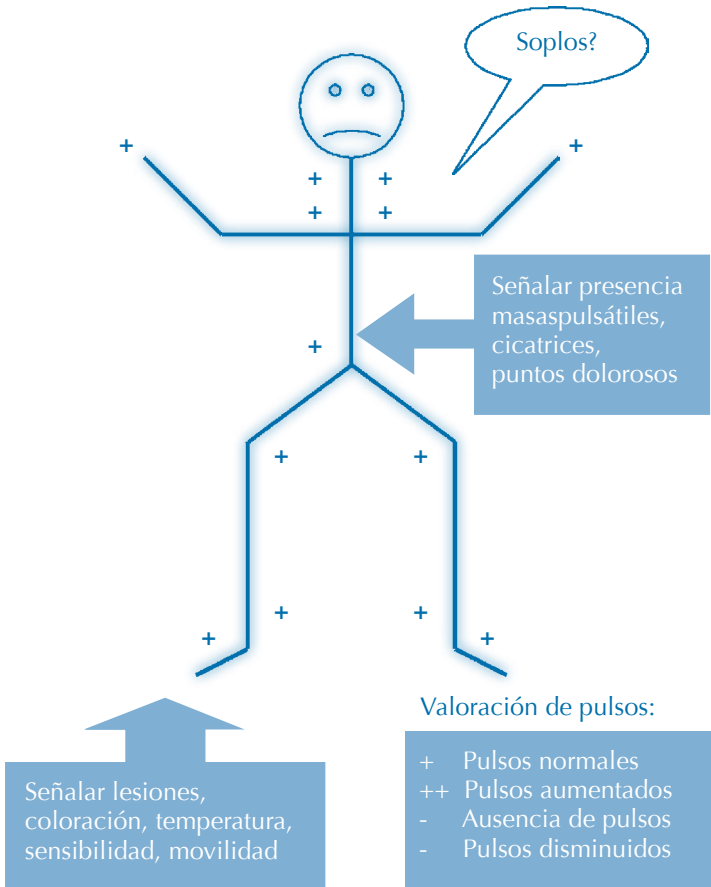 Soplos?
+ +
+ +
+ +
Señalar presencia
masaspulsátiles,
cicatrices,
puntos dolorosos
+
+ +
+ +
+ +
Valoración de pulsos:
+ Pulsos normales
++ Pulsos aumentados
- Ausencia de pulsos
- Pulsos disminuidos
Señalar lesiones,
coloración, temperatura,
sensibilidad, movilidad